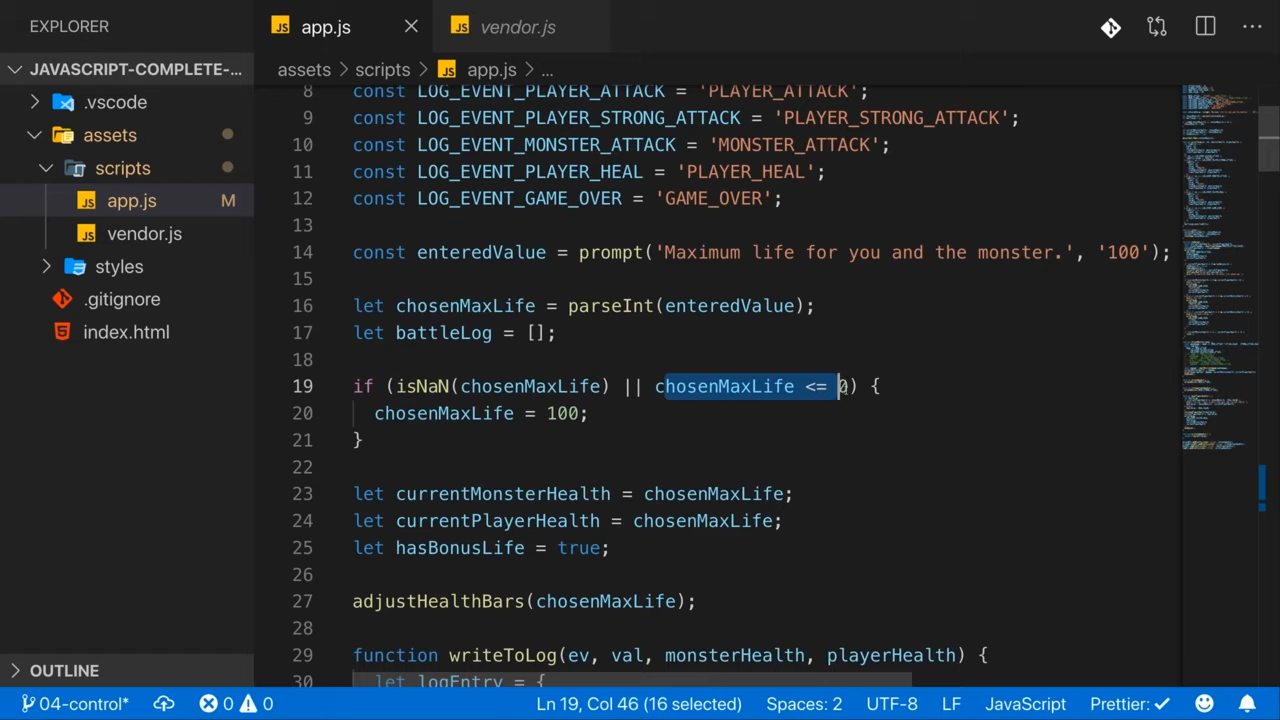 EXPLORER
JAVASCRIPT-COMPLETE-...
.vscode
assets
scripts
app.js M
vendor.js
styles
.gitignore
index.html
OUTLINE
JS app.js
JS vendor.js
assets > scripts > JS app.js > ...
8 const LOG_EVENT_PLAYER_ATTACK = 'PLAYER_ATTACK';
9 const LOG_EVENT_PLAYER_STRONG_ATTACK = 'PLAYER_STRONG_ATTACK';
10 const LOG_EVENT_MONSTER_ATTACK = 'MONSTER_ATTACK';
11 const LOG_EVENT_PLAYER_HEAL = 'PLAYER_HEAL';
12 const LOG_EVENT_GAME_OVER = 'GAME_OVER';
13
14 const enteredValue = prompt('Maximum life for you and the monster.', '100');
15
16 let chosenMaxLife = parseInt(enteredValue);
17 let battleLog = [];
18
19 if (isNaN(chosenMaxLife) || chosenMaxLife <= 0) {
20 chosenMaxLife = 100;
21 }
22
23 let currentMonsterHealth = chosenMaxLife;
24 let currentPlayerHealth = chosenMaxLife;
25 let hasBonusLife = true;
26
27 adjustHealthBars(chosenMaxLife);
28
29 function writeToLog(ev, val, monsterHealth, playerHealth) {
30 let logEntry = {
04-control* 0 0 Ln 19, Col 46 (16 selected) Spaces: 2 UTF-8 LF JavaScript Prettier: ✓